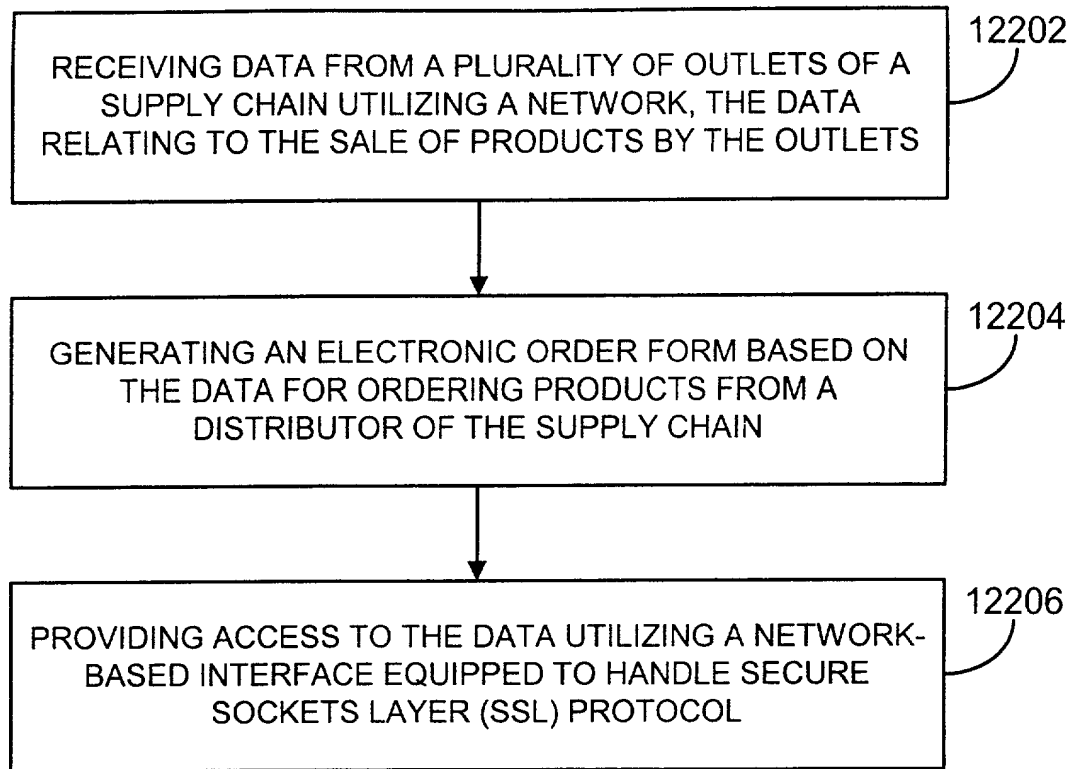 12202
RECEIVING DATA FROM A PLURALITY OF OUTLETS OF A
SUPPLY CHAIN UTILIZING A NETWORK, THE DATA
RELATING TO THE SALE OF PRODUCTS BY THE OUTLETS
12204
GENERATING AN ELECTRONIC ORDER FORM BASED ON
THE DATA FOR ORDERING PRODUCTS FROM A
DISTRIBUTOR OF THE SUPPLY CHAIN
12206
PROVIDING ACCESS TO THE DATA UTILIZING A NETWORK-
BASED INTERFACE EQUIPPED TO HANDLE SECURE
SOCKETS LAYER (SSL) PROTOCOL